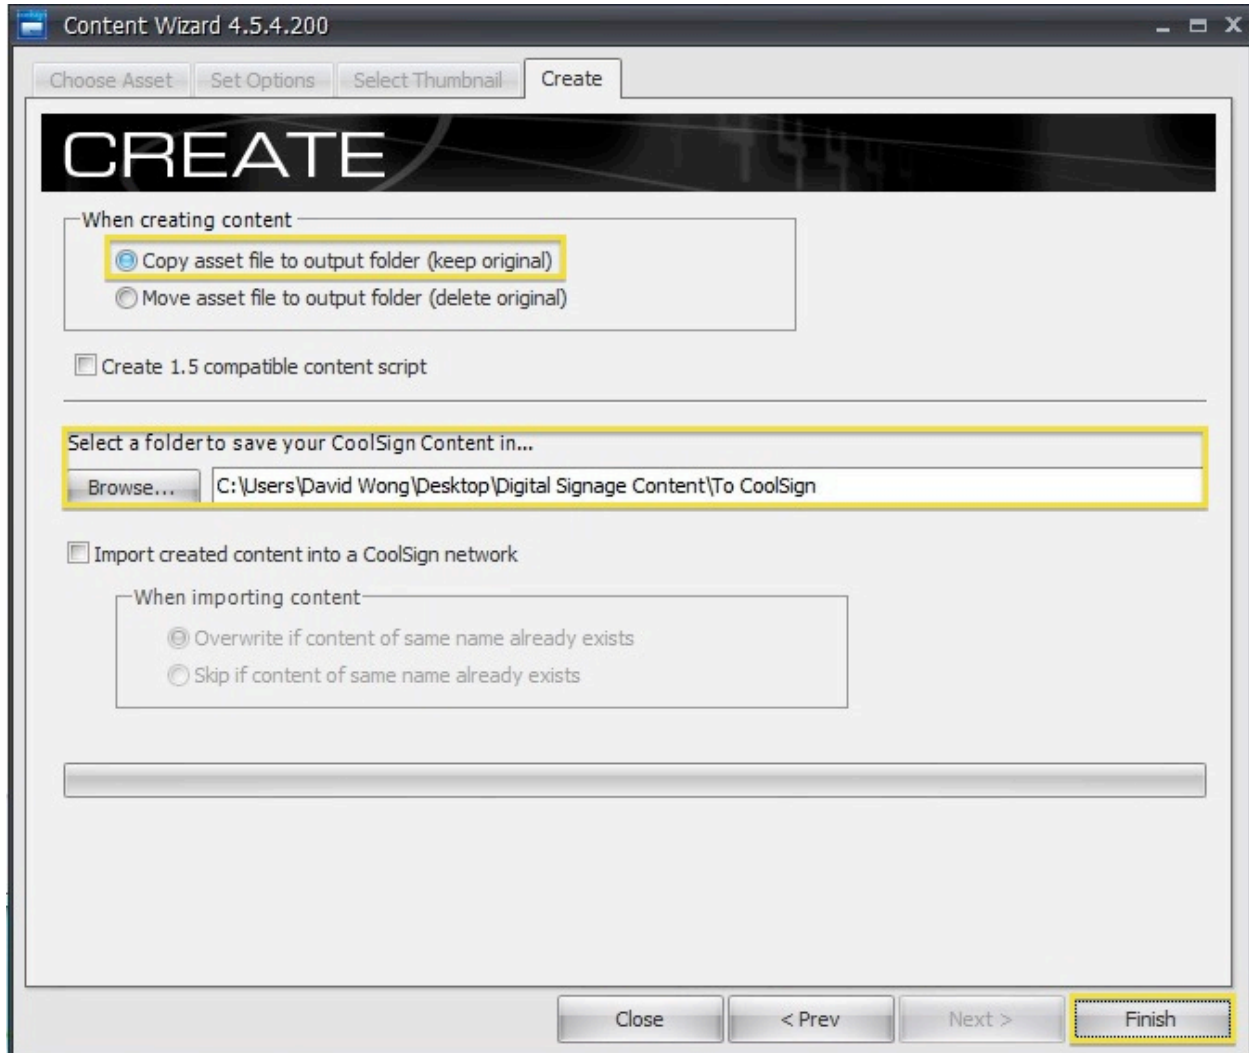 Content Wizard 4.5.4.200
Choose Asset Set Options Select Thumbnail Create
CREATE
When creating content
Copy asset file to output folder (keep original)
Move asset file to output folder (delete original)
Create 1.5 compatible content script
Select a folder to save your CoolSign Content in...
Browse... C:\Users\David Wong\Desktop\Digital Signage Content\To CoolSign
Import created content into a CoolSign network
When importing content
Overwrite if content of same name already exists
Skip if content of same name already exists
Close < Prev Next > Finish